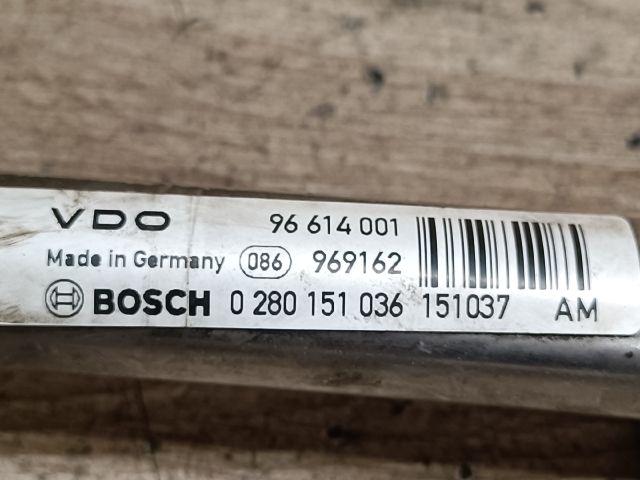 VDO 96 614 001
Made in Germany 086 969162
BOSCH 0 280 151 036 151037 AM